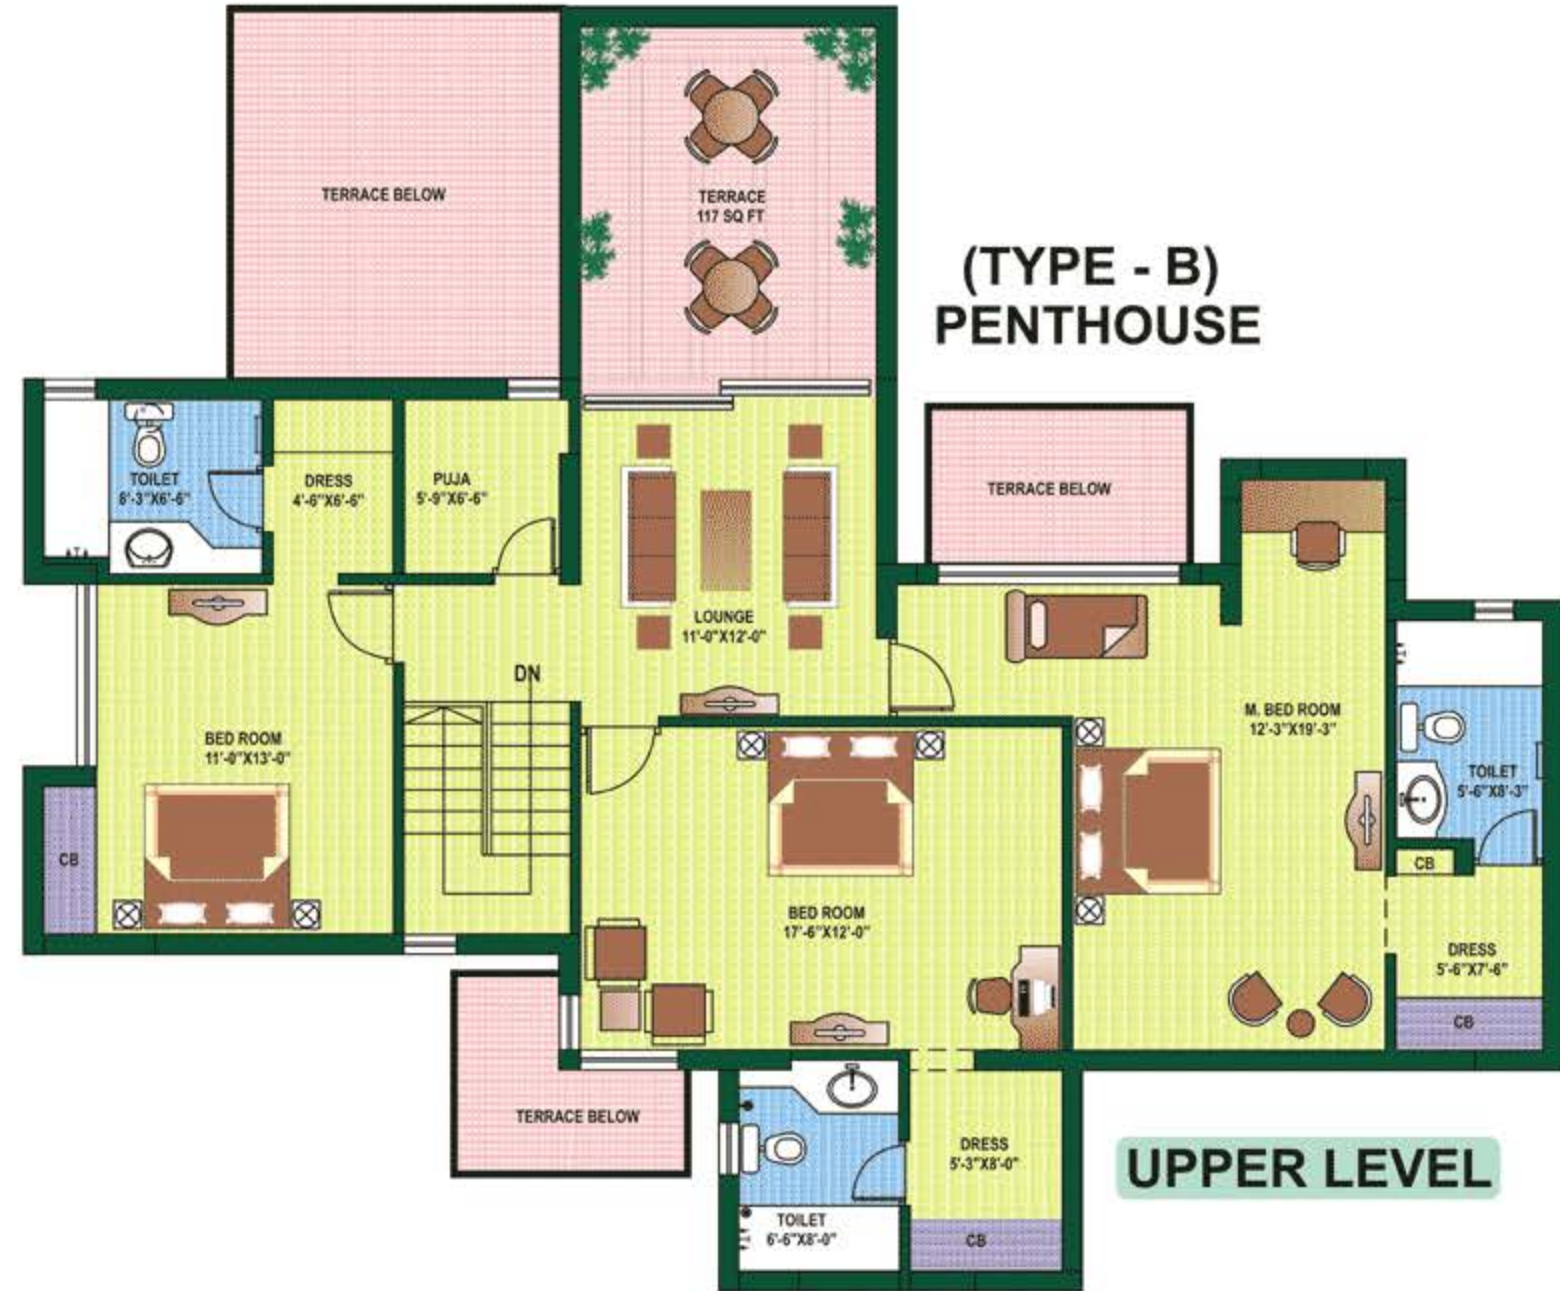 TERRACE BELOW
TERRACE
117 SQ FT
(TYPE - B)
PENTHOUSE
TOILET
8'-3"X6'-6"
DRESS
4'-6"X6'-6"
PUJA
5'-9"X6'-6"
TERRACE BELOW
LOUNGE
11'-0"X12'-0"
DN
BED ROOM
11'-0"X13'-0"
M. BED ROOM
12'-3"X19'-3"
TOILET
5'-6"X8'-3"
CB
CB
BED ROOM
17'-6"X12'-0"
DRESS
5'-6"X7'-6"
CB
TERRACE BELOW
DRESS
5'-3"X8'-0"
UPPER LEVEL
TOILET
6'-6"X8'-0"
CB